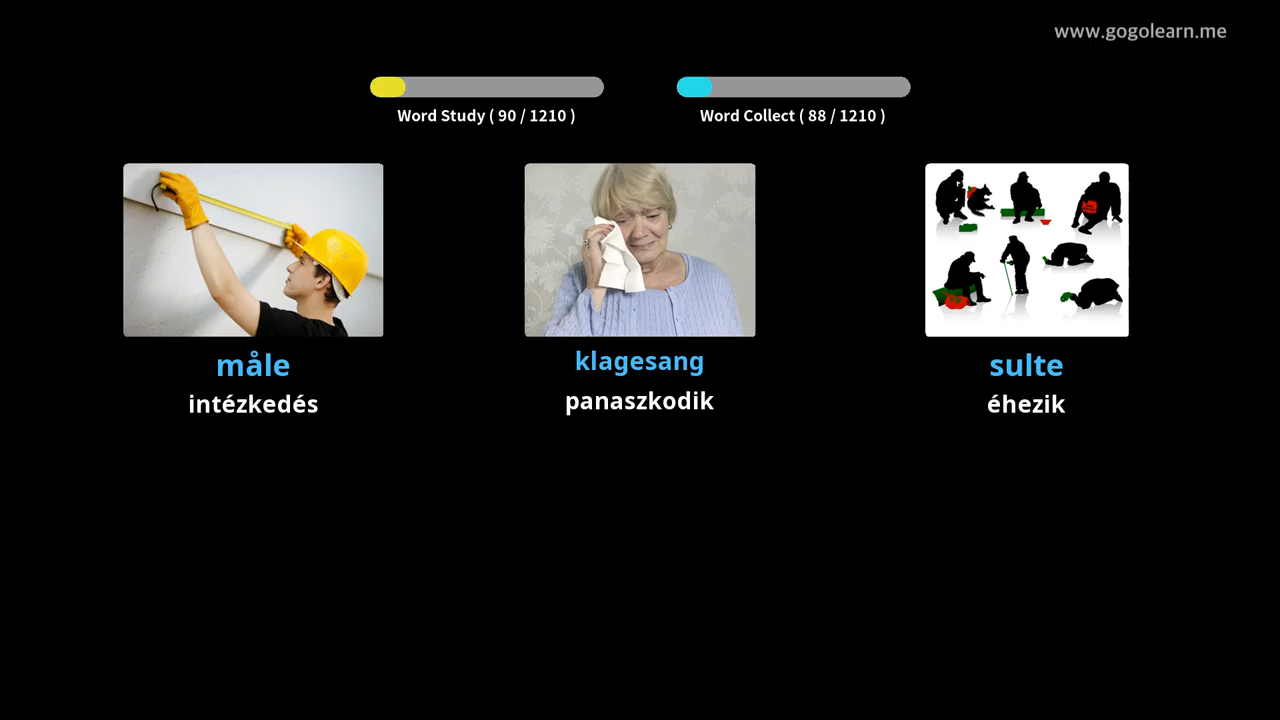 www.gogolearn.me
Word Study ( 90 / 1210 )
Word Collect ( 88 / 1210 )
måle
klagesang
sulte
intézkedés
panaszkodik
éhezik